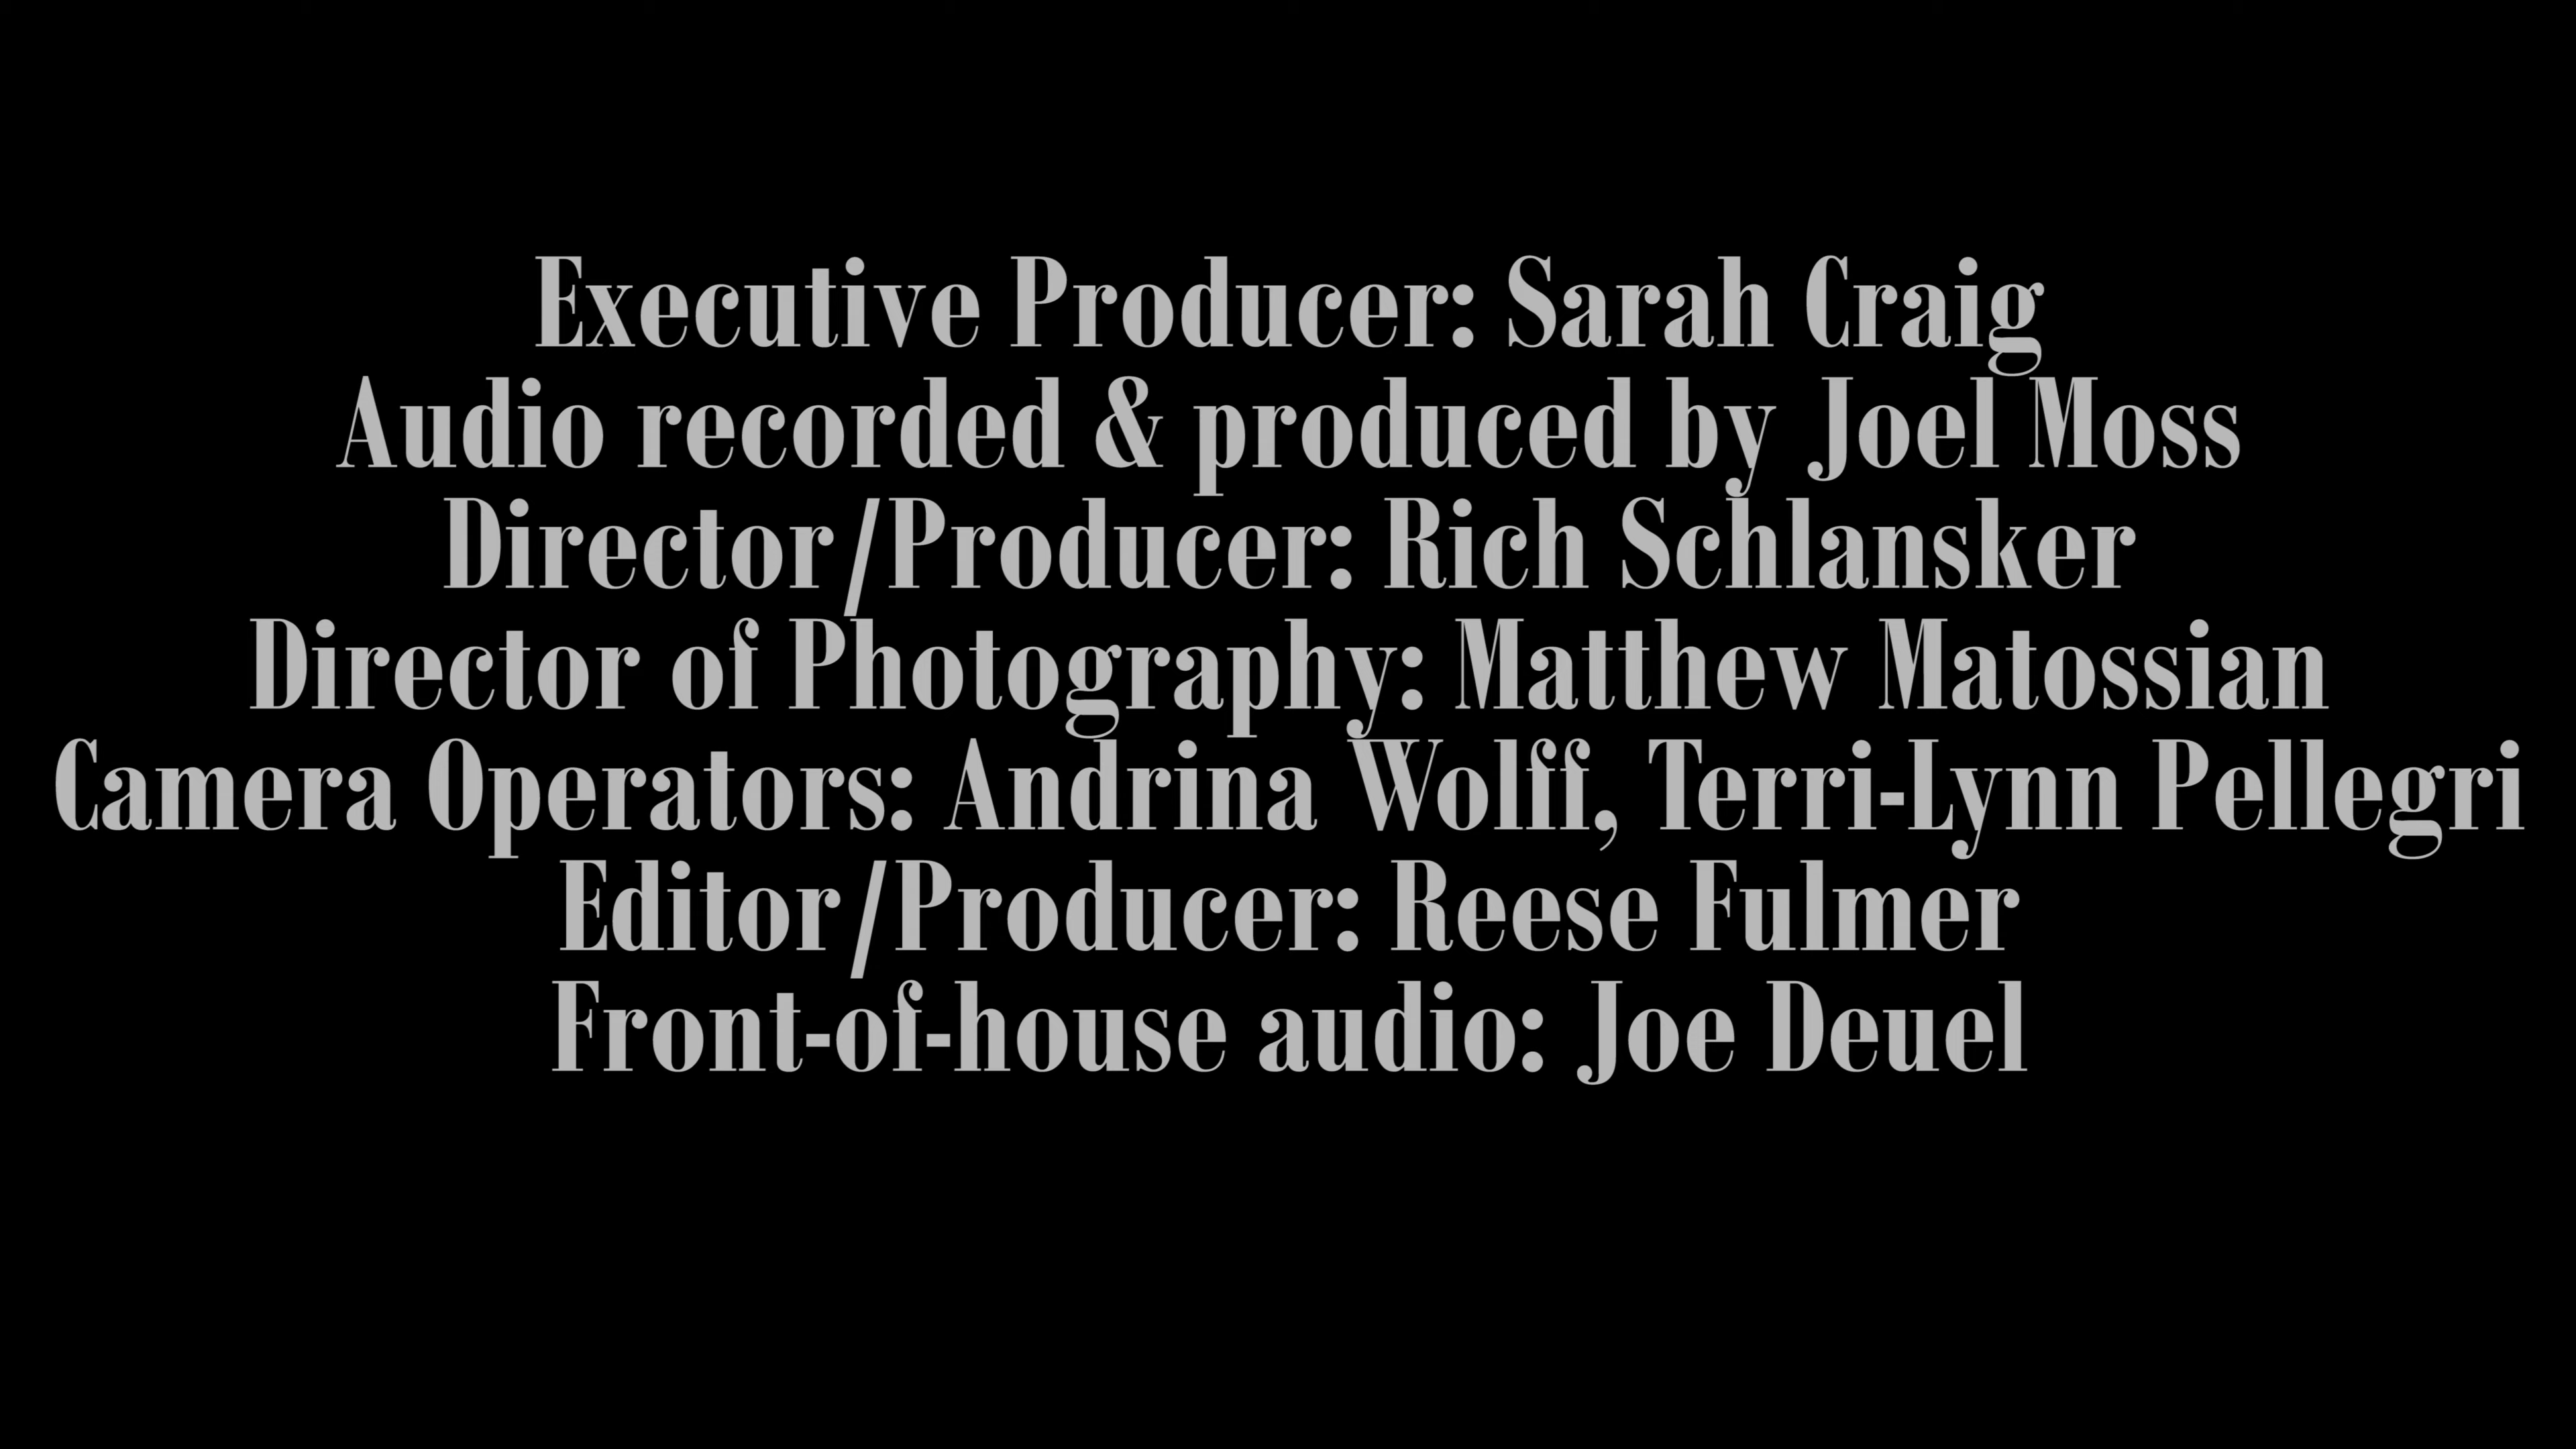 Executive Producer: Sarah Craig
Audio recorded & produced by Joel Moss
Director/Producer: Rich Schlansker
Director of Photography: Matthew Matossian
Camera Operators: Andrina Wolff, Terri-Lynn Pellegri
Editor/Producer: Reese Fulmer
Front-of-house audio: Joe Deuel